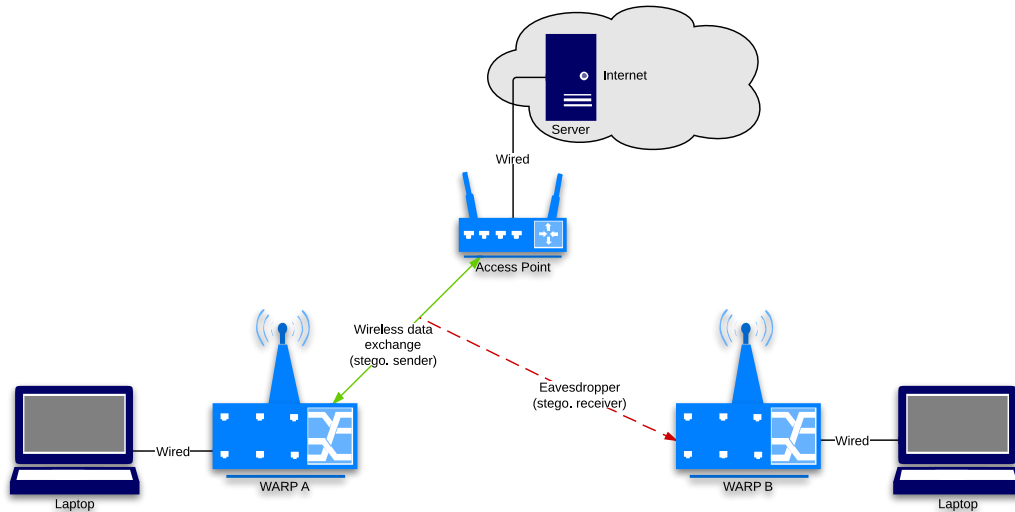 Internet
Server
Wired
Access Point
Wireless data
exchange
(stego. sender)
Eavesdropper
(stego. receiver)
Wired
WARP A
Laptop
Wired
WARP B
Laptop